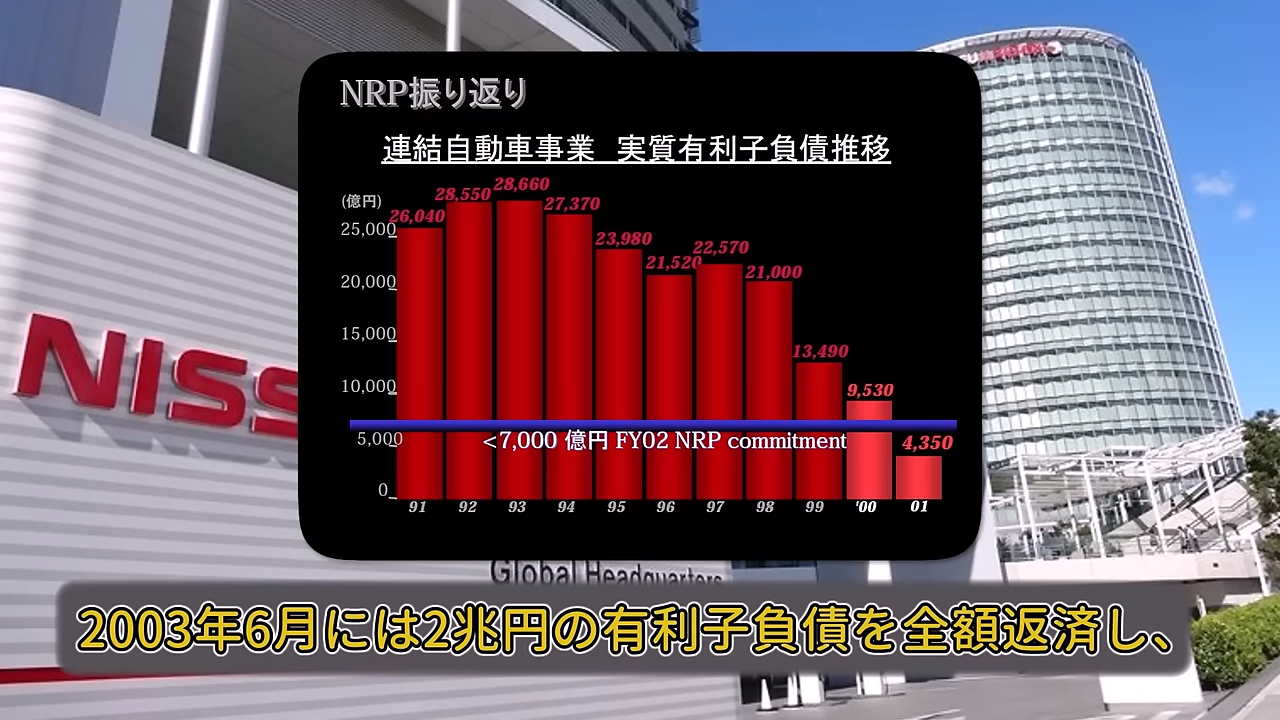 NRP振り返り
連結自動車事業 実質有利子負債推移
(億円)
25,000
20,000
15,000
10,000
5,000
0
26,040
28,550
28,660
27,370
23,980
21,520
22,570
21,000
13,490
9,530
4,350
<7,000 億円 FY02 NRP commitment
91 92 93 94 95 96 97 98 99 '00 01
NISS
Global Headquarters
2003年6月には2兆円の有利子負債を全額返済し、